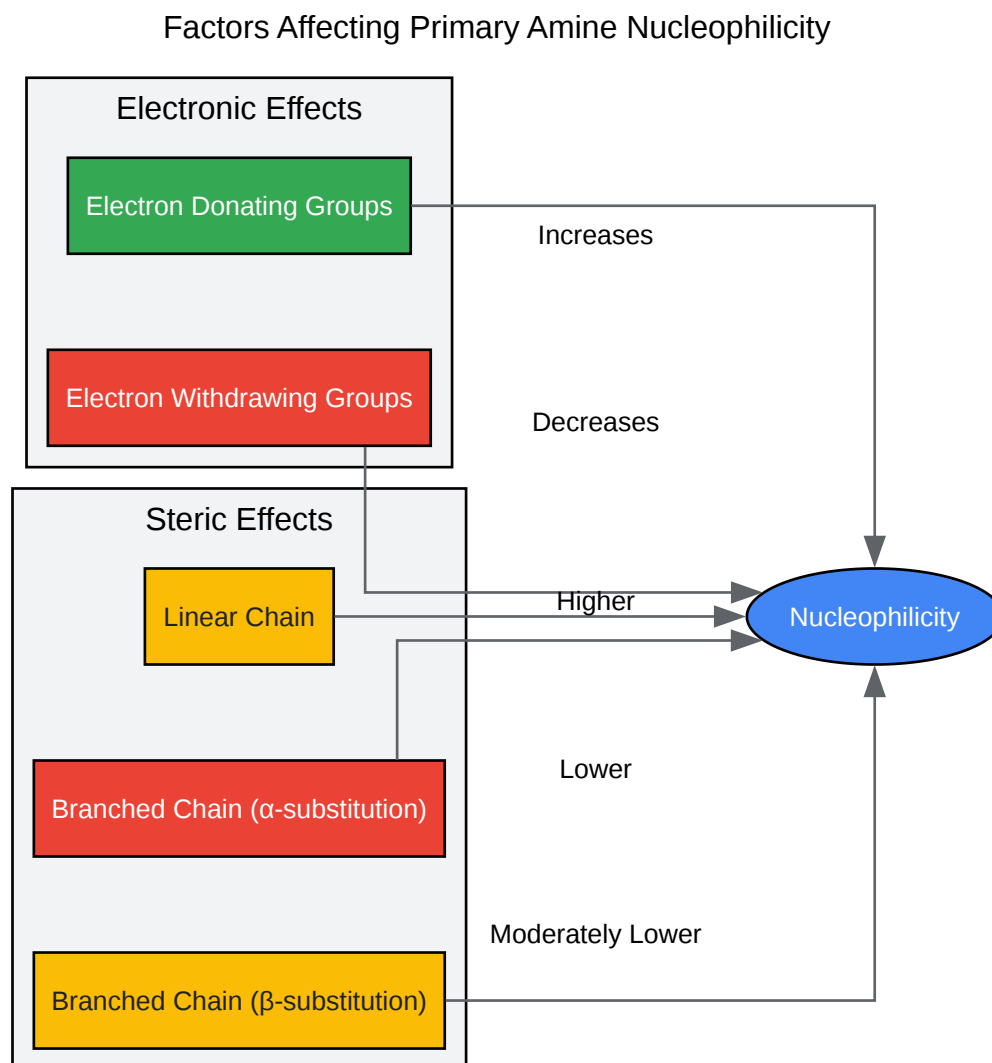 Factors Affecting Primary Amine Nucleophilicity
Electronic Effects
Electron Donating Groups
Increases
Electron Withdrawing Groups
Decreases
Steric Effects
Linear Chain
Higher
Nucleophilicity
Branched Chain (α-substitution)
Lower
Branched Chain (β-substitution)
Moderately Lower